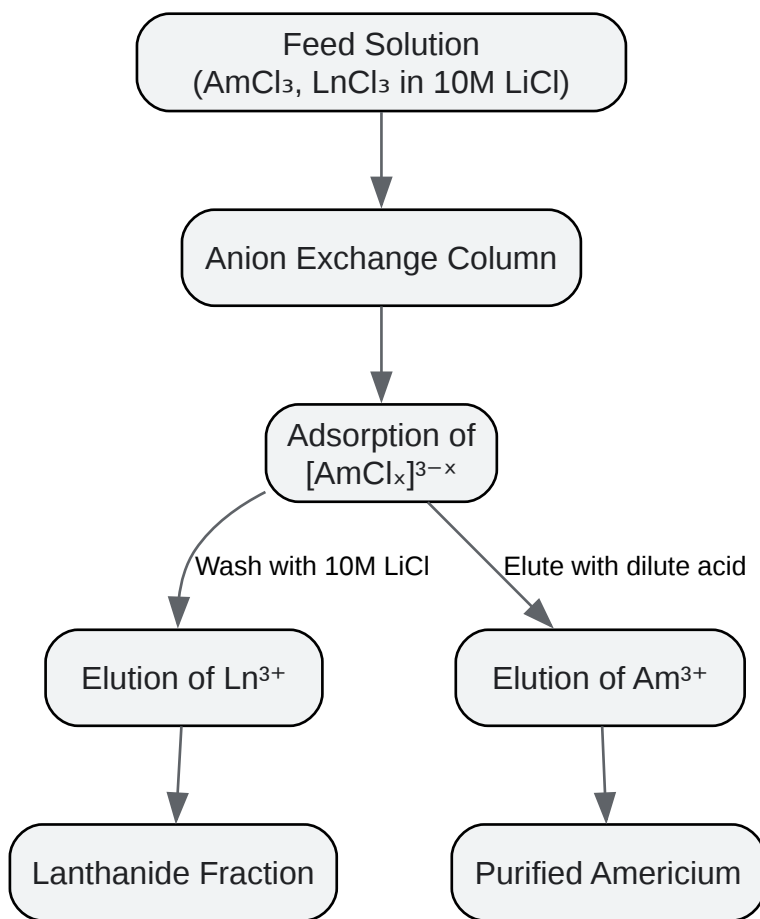 Feed Solution
(AmCl₃, LnCl₃ in 10M LiCl)
Anion Exchange Column
Adsorption of
[AmClₓ]³⁻ˣ
Wash with 10M LiCl
Elute with dilute acid
Elution of Ln³⁺
Elution of Am³⁺
Lanthanide Fraction
Purified Americium